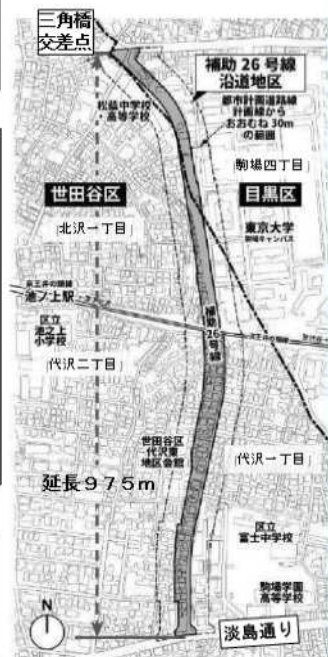 三角橋
交差点
補助26号線
沿道地区
都市計画道路線
計画線から
おおむね30m
の範囲
松蔭中学校
・高等学校
駒場四丁目
世田谷区
目黒区
北沢一丁目
東京大学
駒場キャンパス
京王井の頭線
池ノ上駅
補助26号線
区立
池之上
小学校
代沢二丁目
世田谷区
代沢東
地区会館
代沢一丁目
延長975m
区立
富士中学校
駒場学園
高等学校
N
淡島通り